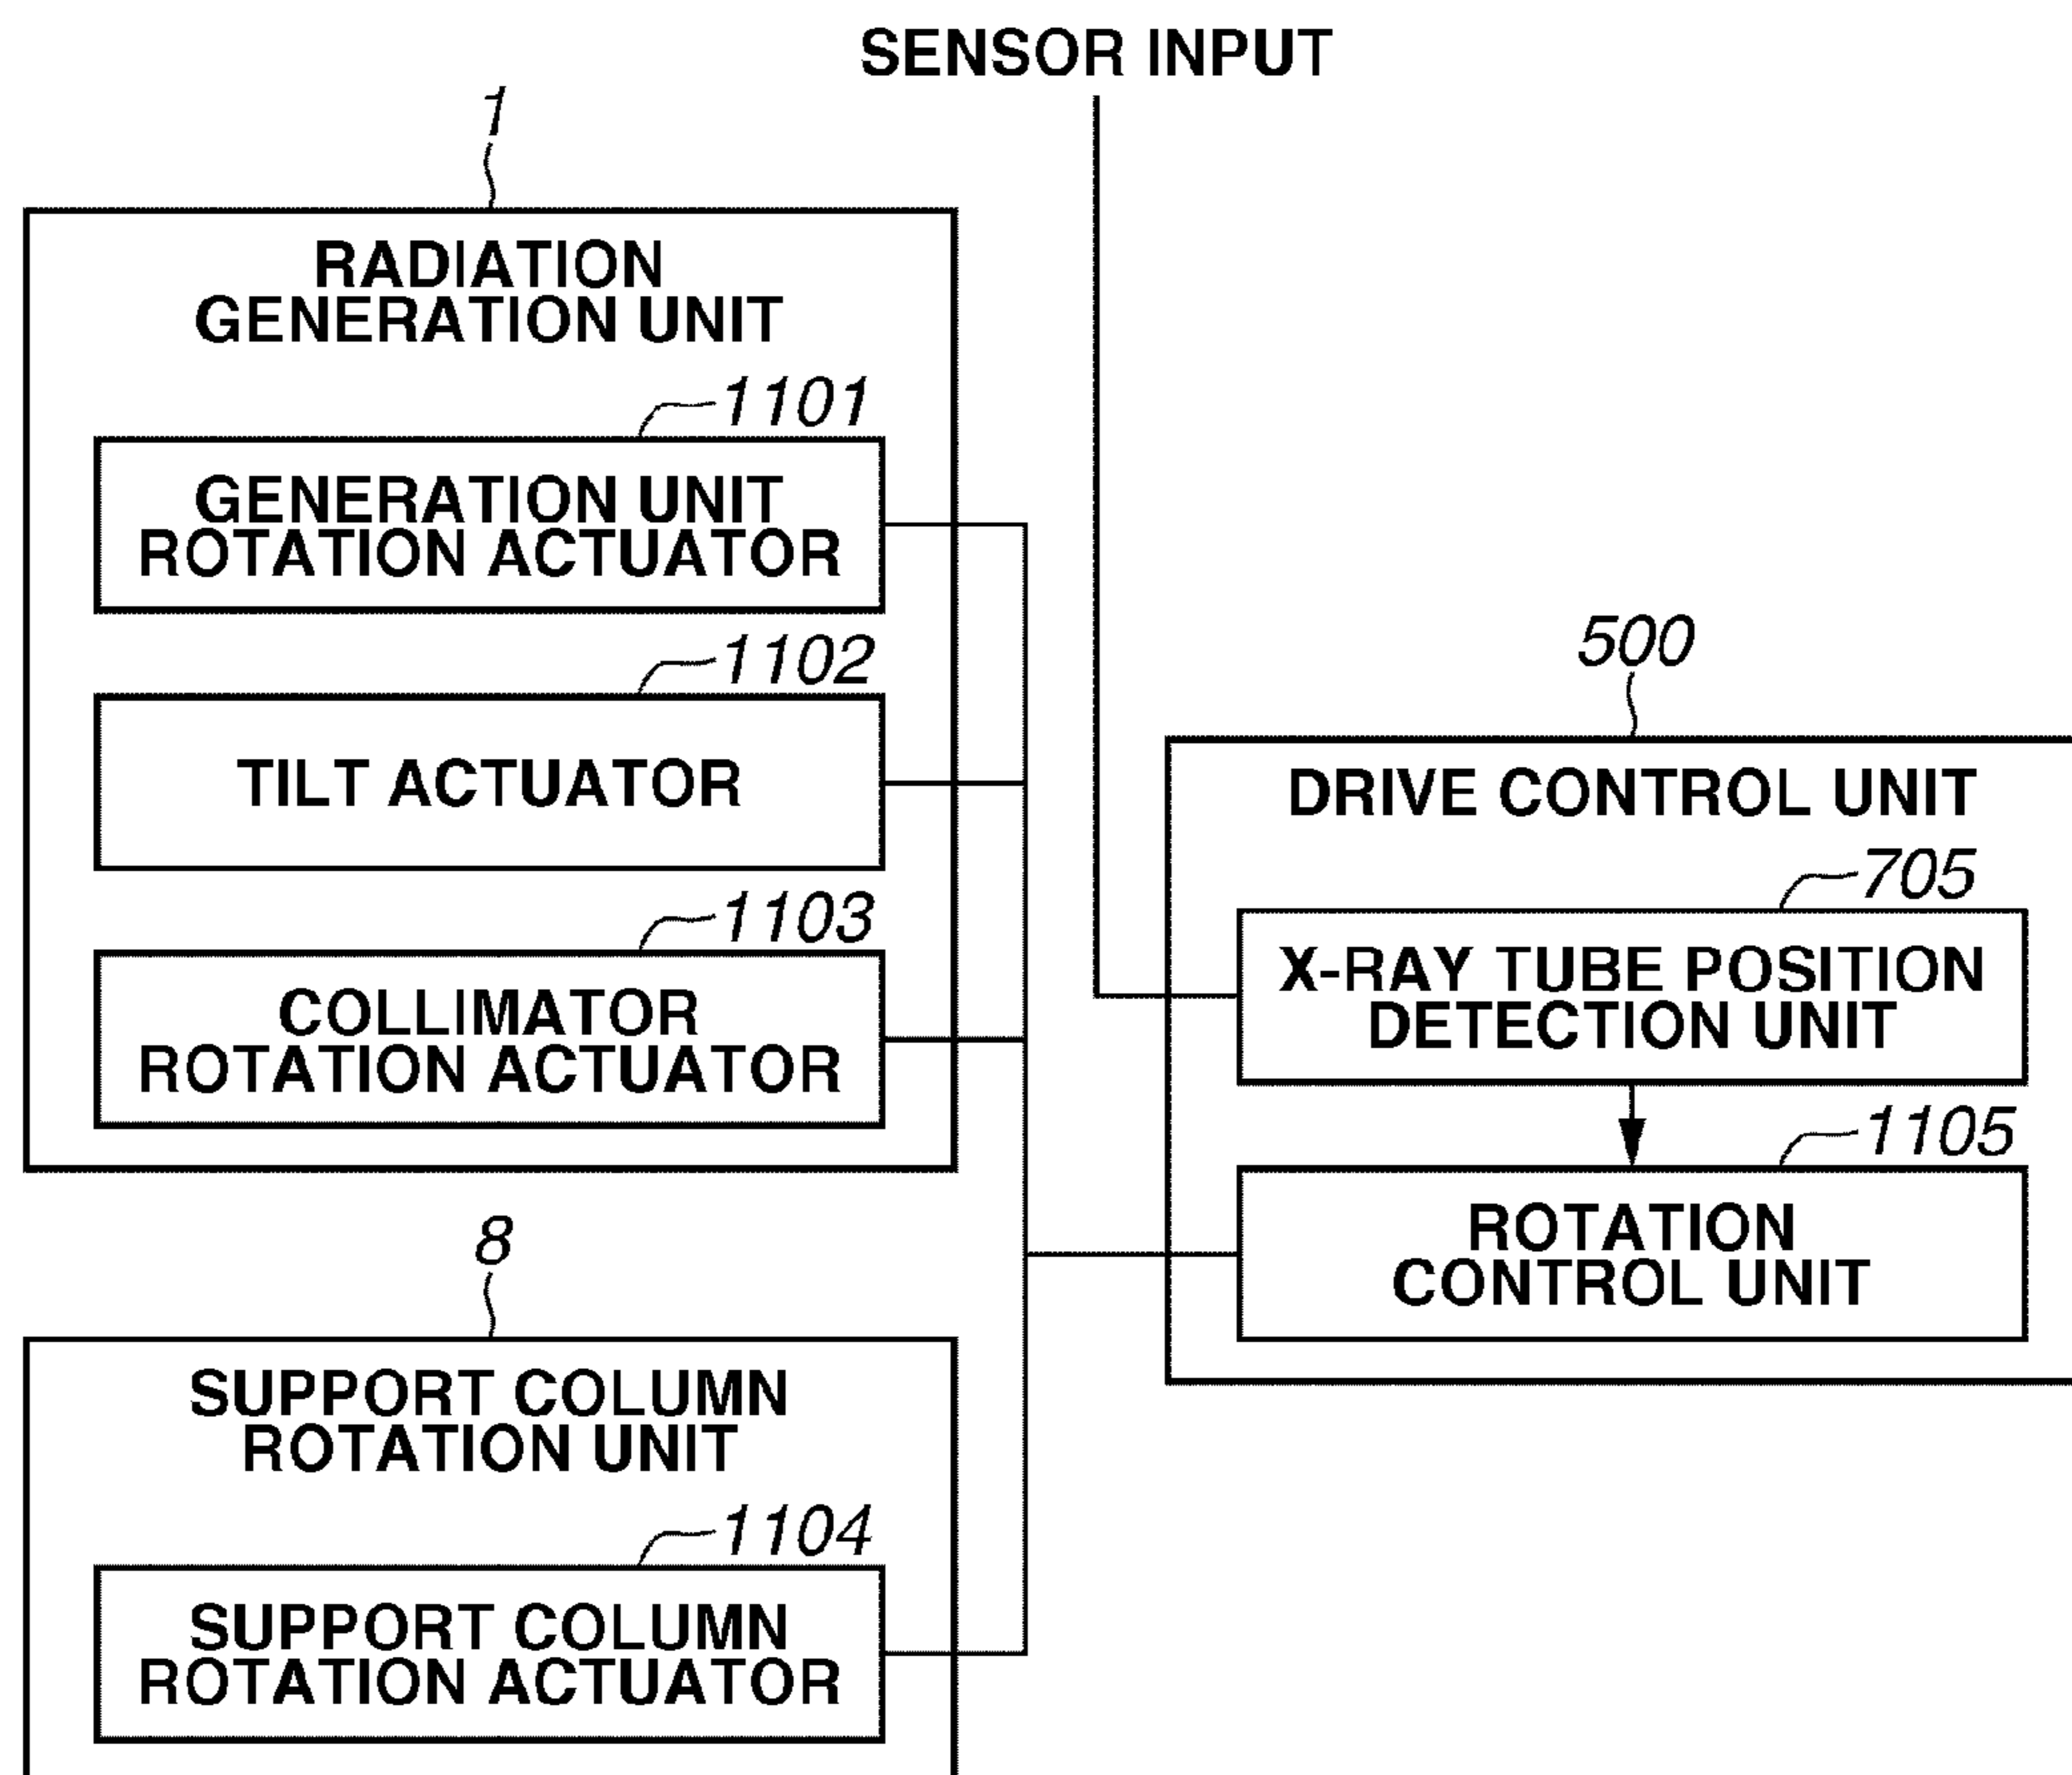 SENSOR INPUT
1
RADIATION
GENERATION UNIT
1101
GENERATION UNIT
ROTATION ACTUATOR
1102
TILT ACTUATOR
1103
COLLIMATOR
ROTATION ACTUATOR
8
SUPPORT COLUMN
ROTATION UNIT
1104
SUPPORT COLUMN
ROTATION ACTUATOR
500
DRIVE CONTROL UNIT
705
X-RAY TUBE POSITION
DETECTION UNIT
1105
ROTATION
CONTROL UNIT